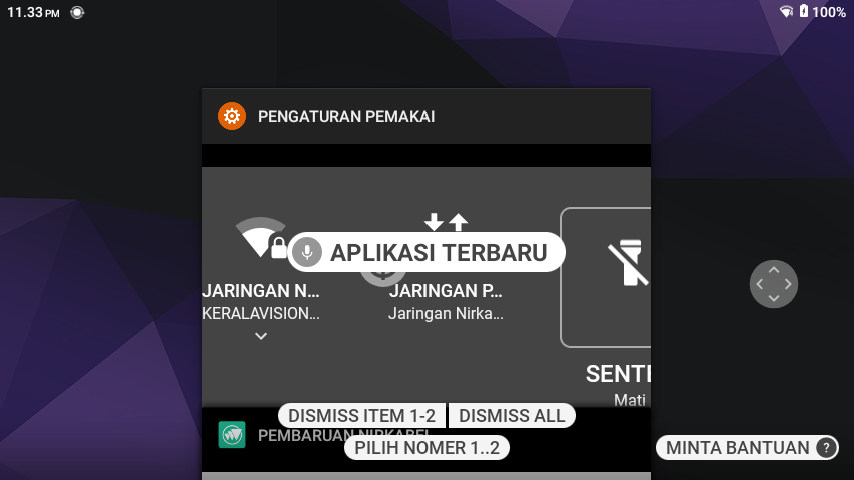 11.33 PM
100%
PENGATURAN PEMAKAI
APLIKASI TERBARU
JARINGAN N...
JARINGAN P...
KERALAVISION...
Jaringan Nirka...
SENTE
Mati
DISMISS ITEM 1-2
DISMISS ALL
PEMBARUAN NIRKABEL
PILIH NOMER 1..2
MINTA BANTUAN ?